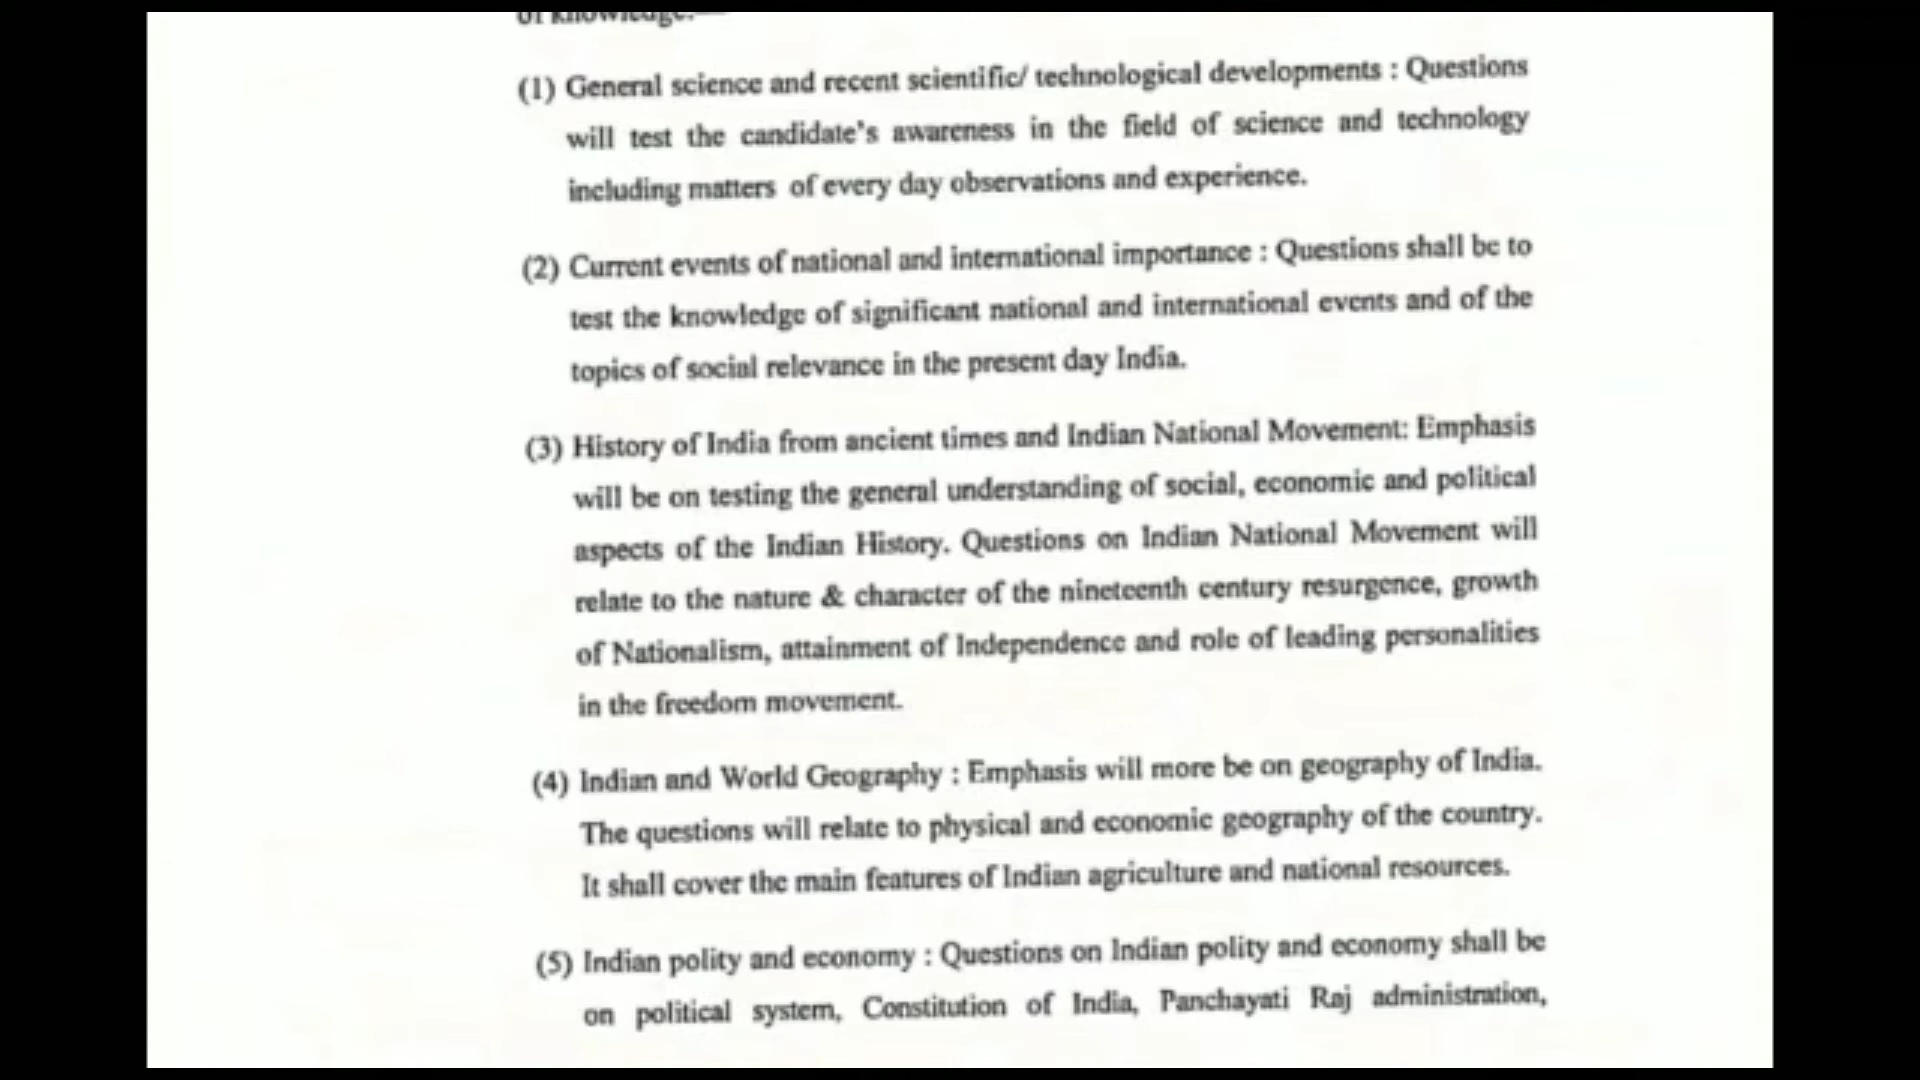 of knowledge:—
(1) General science and recent scientific/ technological developments : Questions
will test the candidate's awareness in the field of science and technology
including matters of every day observations and experience.
(2) Current events of national and international importance : Questions shall be to
test the knowledge of significant national and international events and of the
topics of social relevance in the present day India.
(3) History of India from ancient times and Indian National Movement: Emphasis
will be on testing the general understanding of social, economic and political
aspects of the Indian History. Questions on Indian National Movement will
relate to the nature & character of the nineteenth century resurgence, growth
of Nationalism, attainment of Independence and role of leading personalities
in the freedom movement.
(4) Indian and World Geography : Emphasis will more be on geography of India.
The questions will relate to physical and economic geography of the country.
It shall cover the main features of Indian agriculture and national resources.
(5) Indian polity and economy : Questions on Indian polity and economy shall be
on political system, Constitution of India, Panchayati Raj administration,